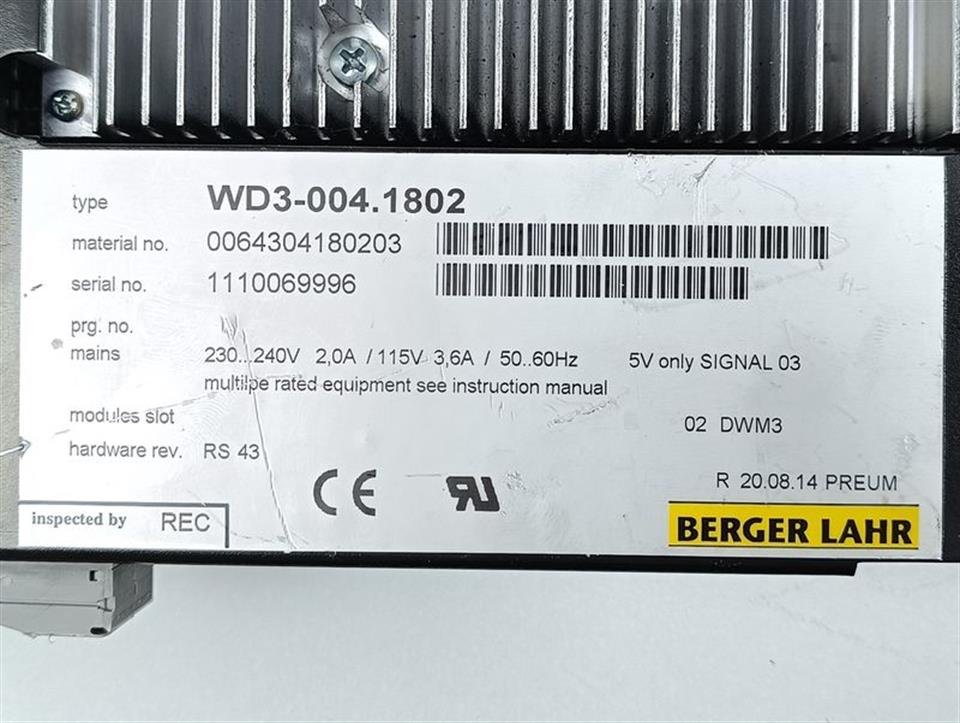 type WD3-004.1802
material no. 0064304180203
serial no. 1110069996
prg. no.
mains 230...240V 2,0A / 115V 3,6A / 50..60Hz 5V only SIGNAL 03
multilpe rated equipment see instruction manual
modules slot 02 DWM3
hardware rev. RS 43
CE RU
R 20.08.14 PREUM
inspected by REC
BERGER LAHR